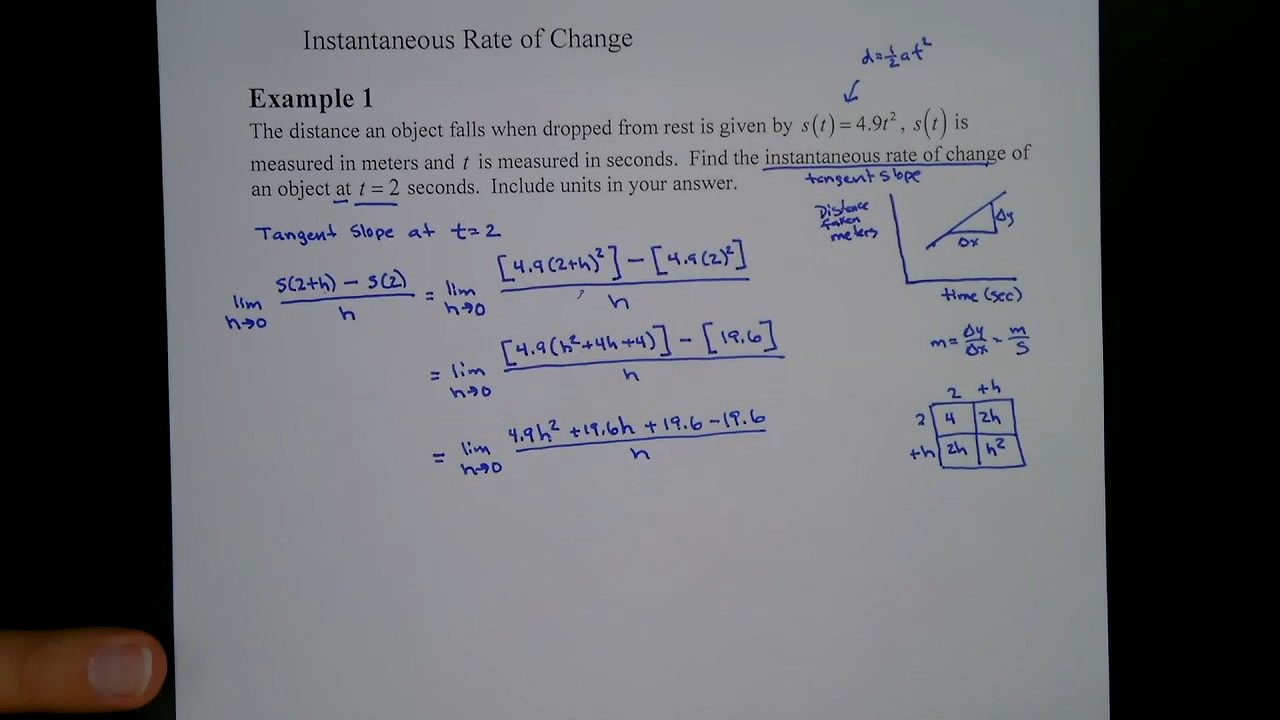 Instantaneous Rate of Change
d=½at²
Example 1
The distance an object falls when dropped from rest is given by s(t)=4.9t², s(t) is
measured in meters and t is measured in seconds. Find the instantaneous rate of change of
an object at t = 2 seconds. Include units in your answer.
tangent slope
Distance
fallen
meters
Δy
Δx
time (sec)
Tangent Slope at t=2
lim h→0 (s(2+h) - s(2))/h = lim h→0 ([4.9(2+h)²] - [4.9(2)²])/h
= lim h→0 ([4.9(h²+4h+4)] - [19.6])/h
= lim h→0 (4.9h² +19.6h +19.6 -19.6)/h
m= Δy/Δx = m/s
2 +h
2 4 2h
+h 2h h²